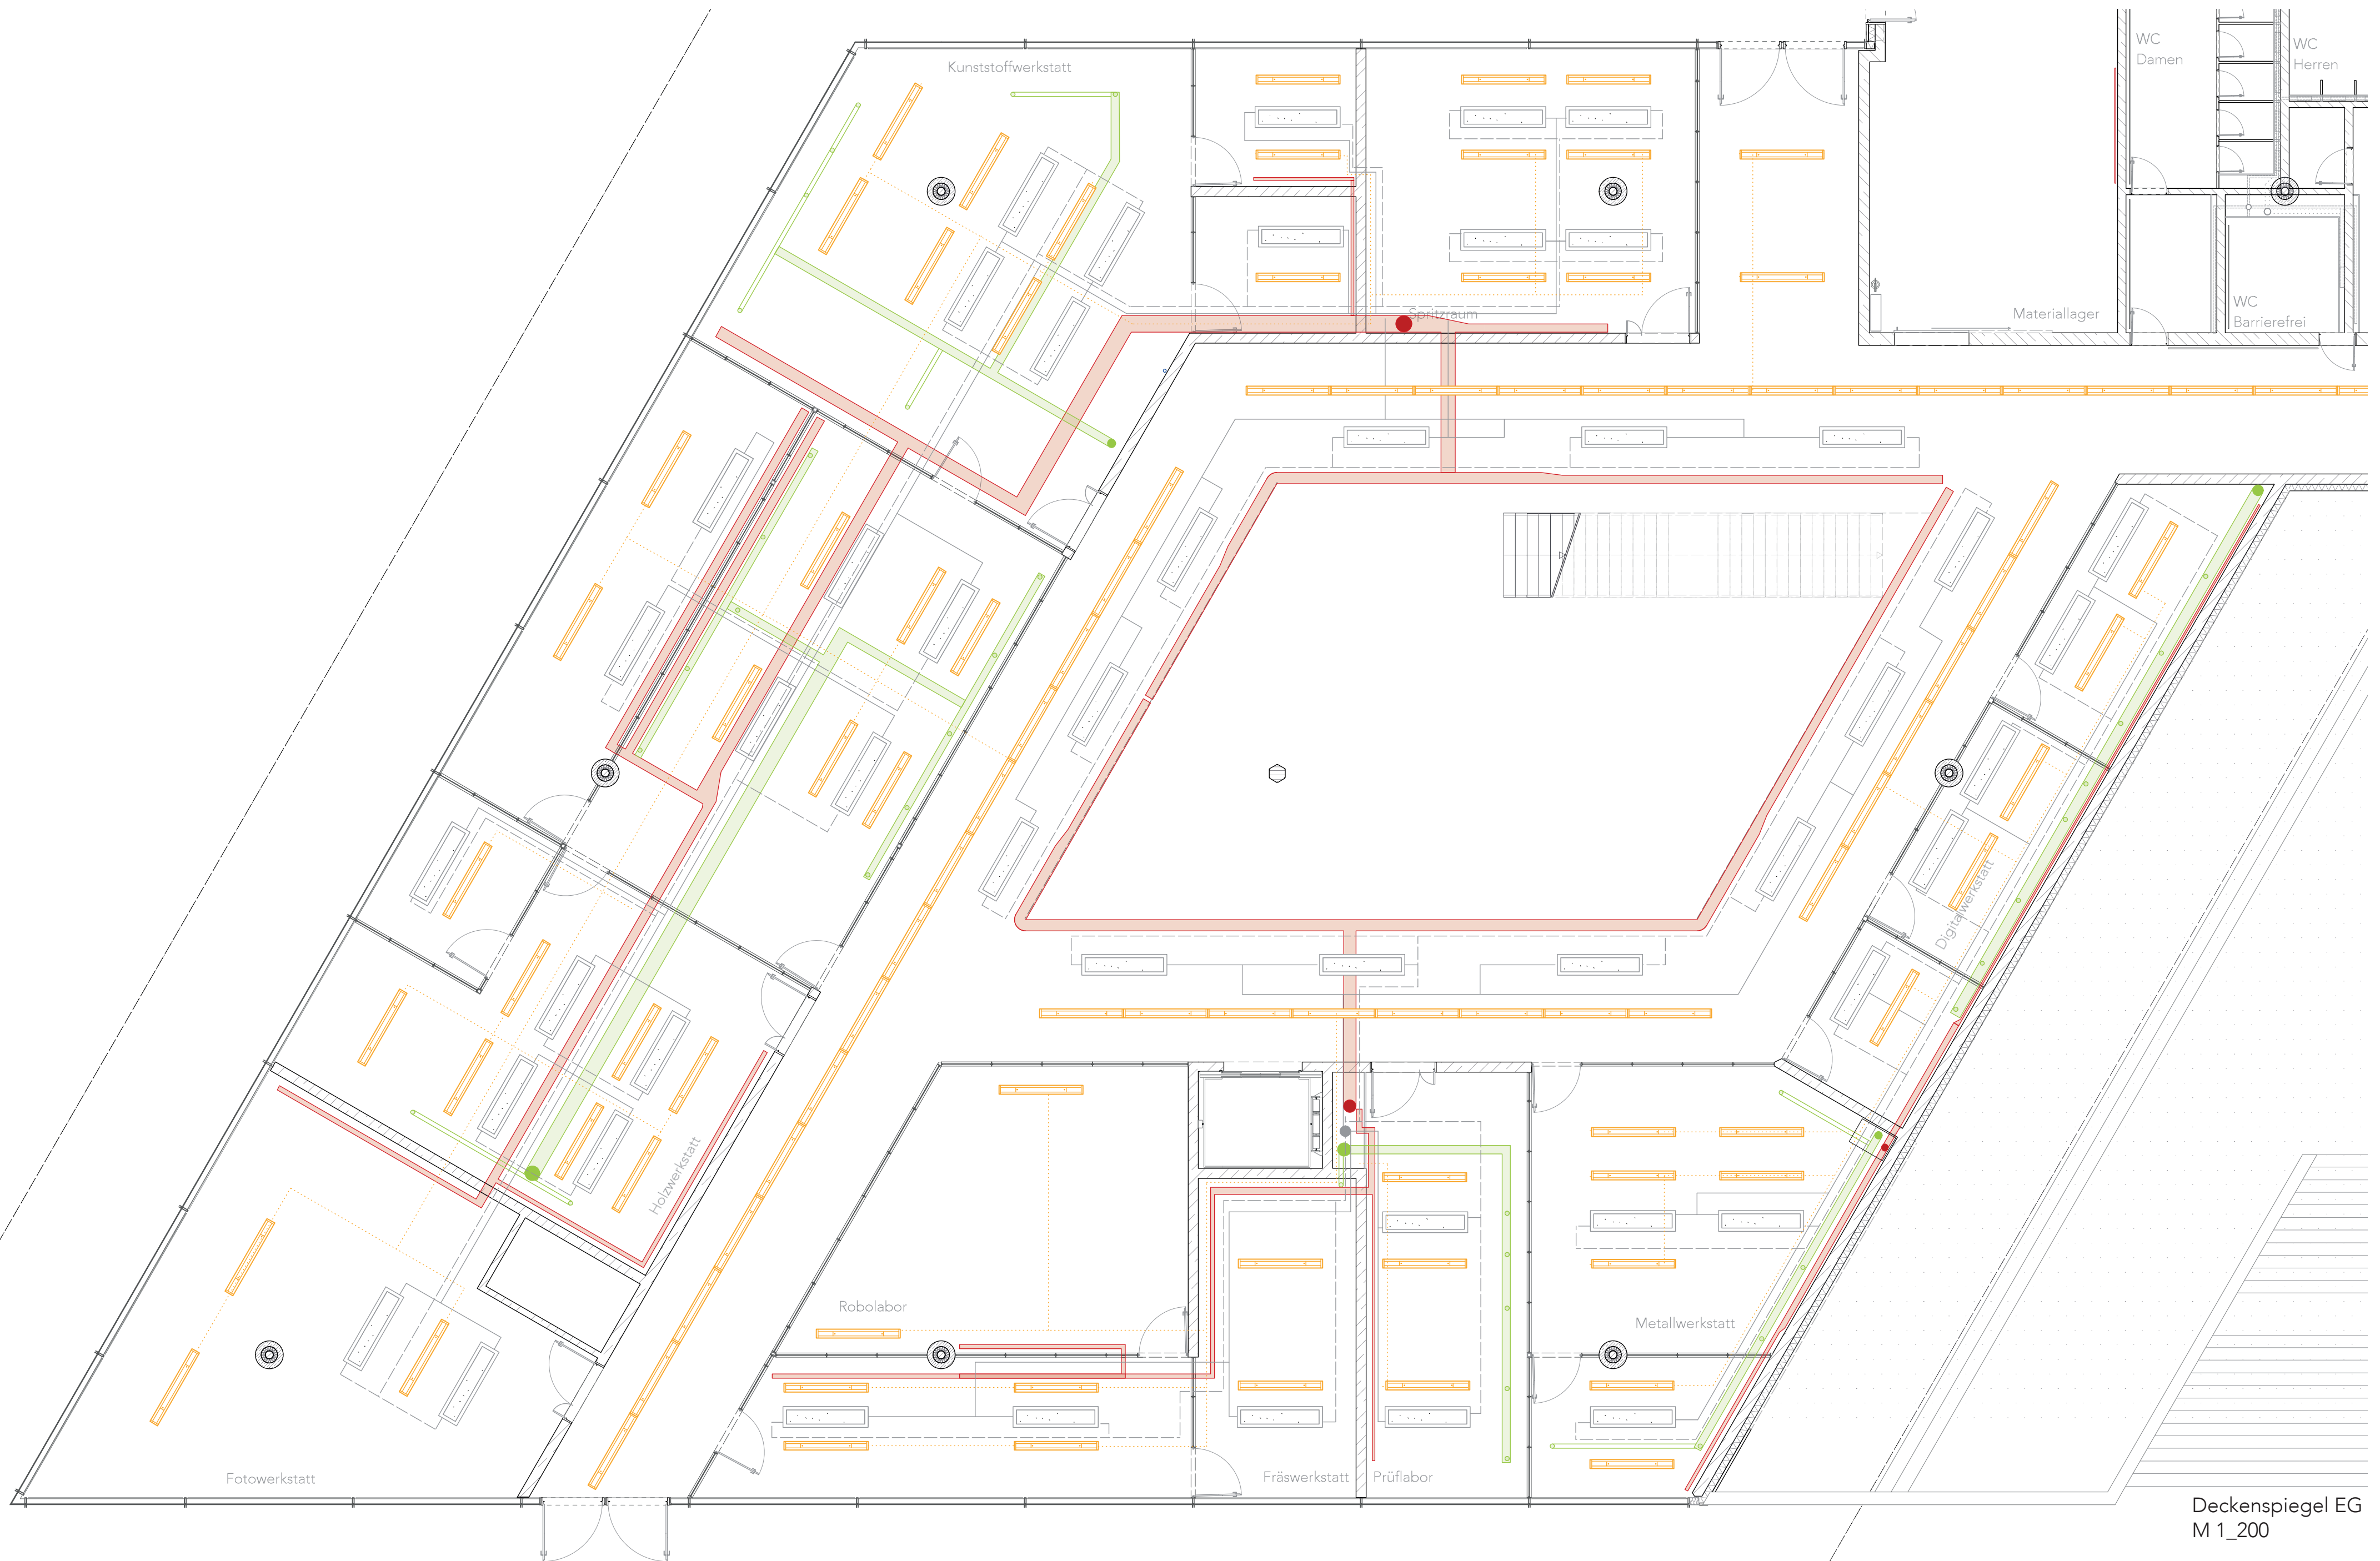 Kunststoffwerkstatt
WC
Damen
WC
Herren
Spritzraum
Materiallager
WC
Barrierefrei
Digitalwerkstatt
Holzwerkstatt
Robolabor
Metallwerkstatt
Fotowerkstatt
Fräswerkstatt
Prüflabor
Deckenspiegel EG
M 1_200